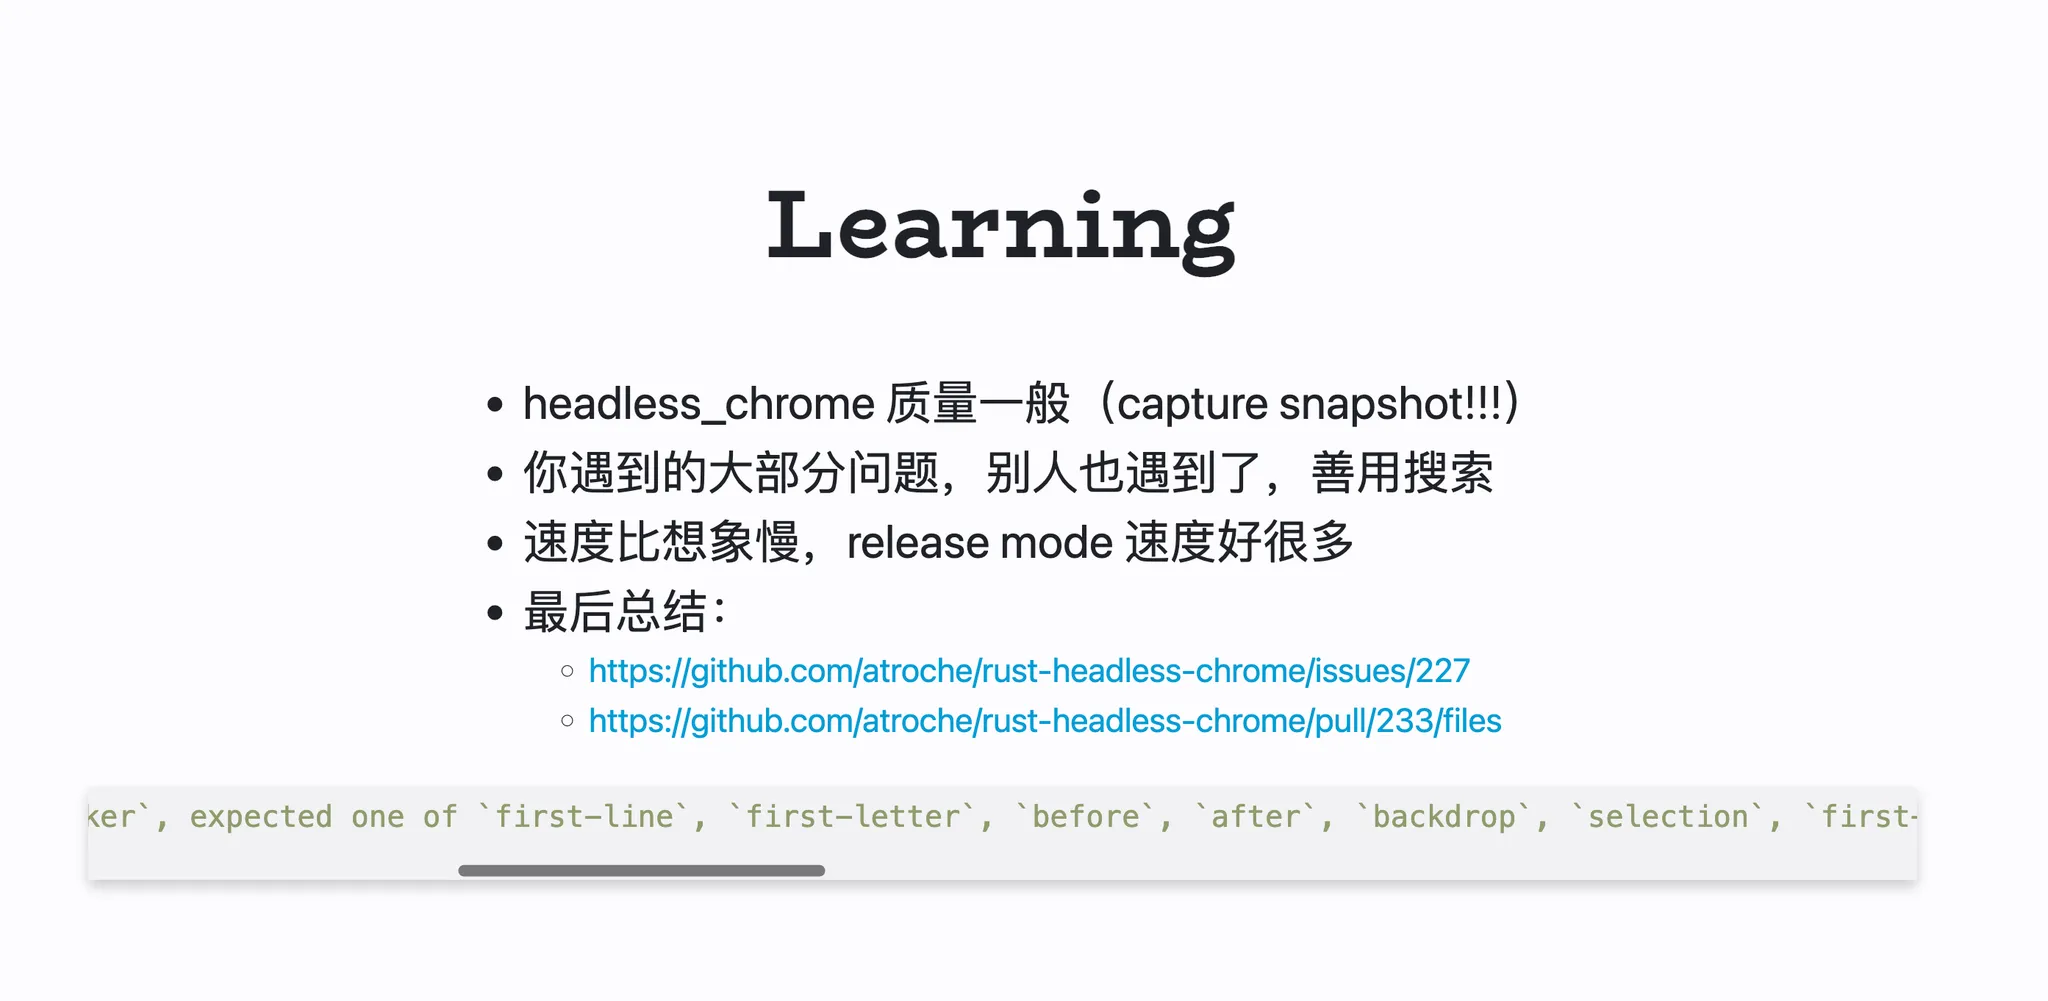 Learning
headless_chrome 质量一般（capture snapshot!!!）
你遇到的大部分问题，别人也遇到了，善用搜索
速度比想象慢，release mode 速度好很多
最后总结：
https://github.com/atroche/rust-headless-chrome/issues/227
https://github.com/atroche/rust-headless-chrome/pull/233/files
ker`, expected one of `first-line`, `first-letter`, `before`, `after`, `backdrop`, `selection`, `first-